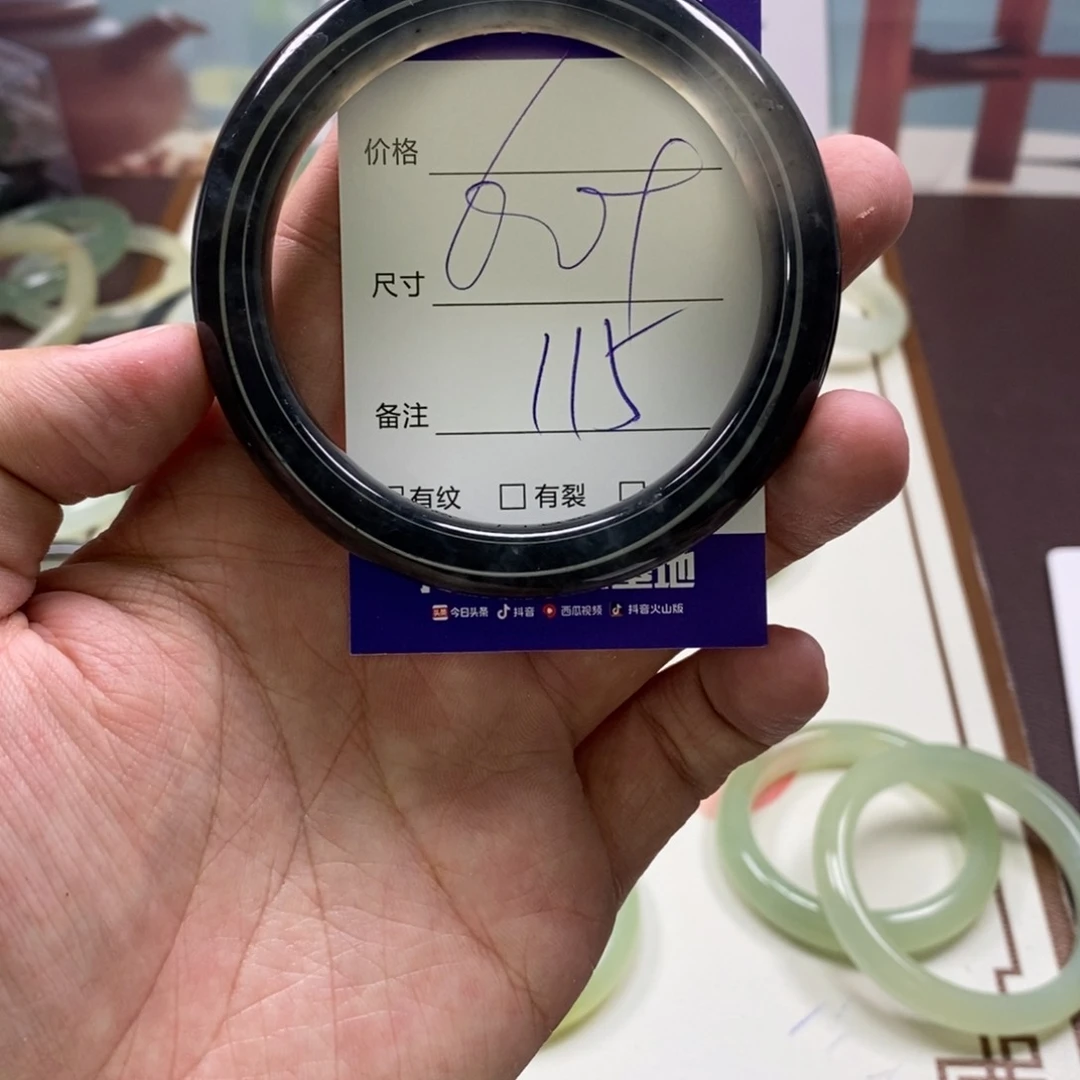 价格
尺寸
115
备注
有纹 有裂
今日头条 抖音 西瓜视频 抖音火山版